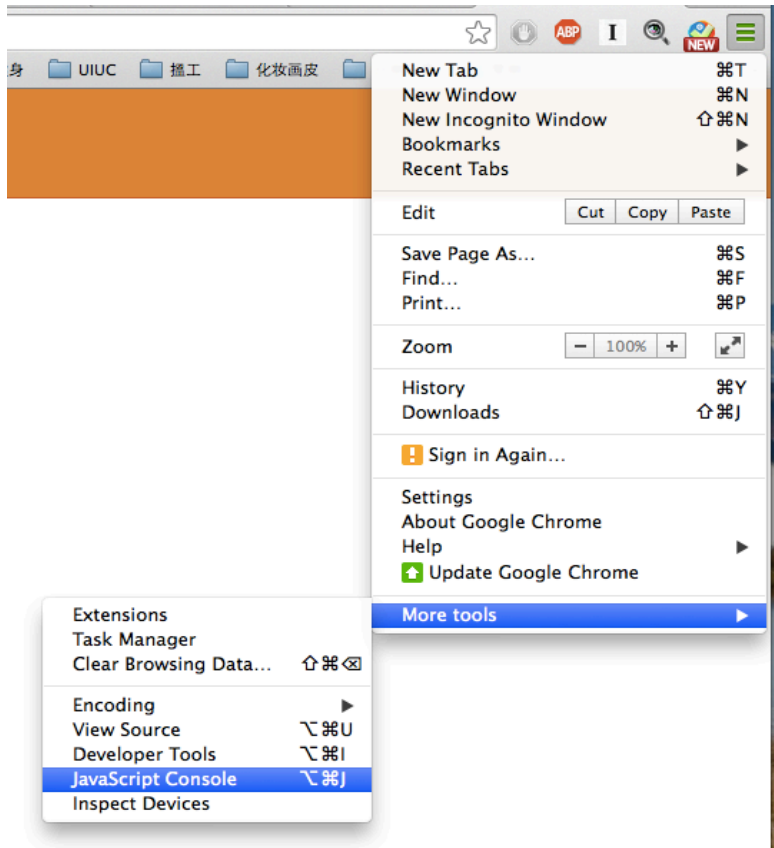 ABP I NEW
身 UIUC 搵工 化妆画皮
New Tab ⌘T
New Window ⌘N
New Incognito Window ⇧⌘N
Bookmarks ▶
Recent Tabs ▶
Edit Cut Copy Paste
Save Page As... ⌘S
Find... ⌘F
Print... ⌘P
Zoom − 100% +
History ⌘Y
Downloads ⇧⌘J
Sign in Again...
Settings
About Google Chrome
Help ▶
Update Google Chrome
More tools ▶
Extensions
Task Manager
Clear Browsing Data... ⇧⌘⌫
Encoding ▶
View Source ⌥⌘U
Developer Tools ⌥⌘I
JavaScript Console ⌥⌘J
Inspect Devices